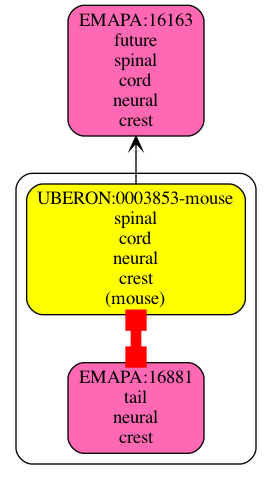 EMAPA:16163
future
spinal
cord
neural
crest
UBERON:0003853-mouse
spinal
cord
neural
crest
(mouse)
EMAPA:16881
tail
neural
crest